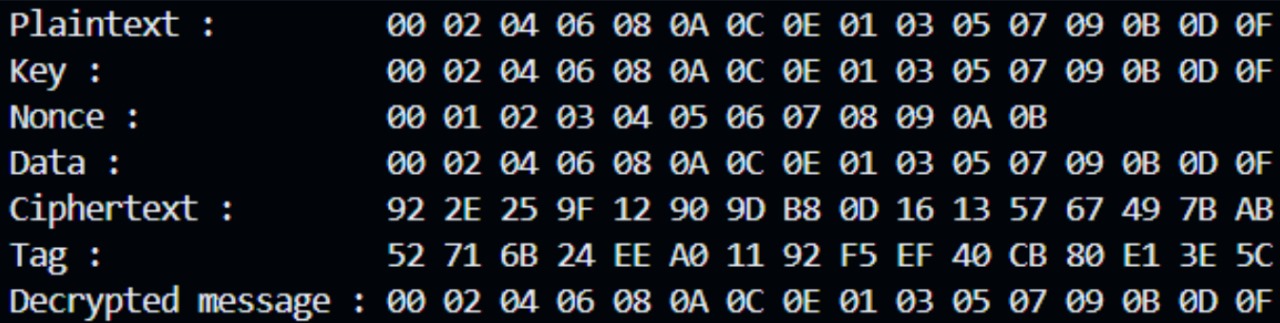 Plaintext : 00 02 04 06 08 0A 0C 0E 01 03 05 07 09 0B 0D 0F
Key : 00 02 04 06 08 0A 0C 0E 01 03 05 07 09 0B 0D 0F
Nonce : 00 01 02 03 04 05 06 07 08 09 0A 0B
Data : 00 02 04 06 08 0A 0C 0E 01 03 05 07 09 0B 0D 0F
Ciphertext : 92 2E 25 9F 12 90 9D B8 0D 16 13 57 67 49 7B AB
Tag : 52 71 6B 24 EE A0 11 92 F5 EF 40 CB 80 E1 3E 5C
Decrypted message : 00 02 04 06 08 0A 0C 0E 01 03 05 07 09 0B 0D 0F